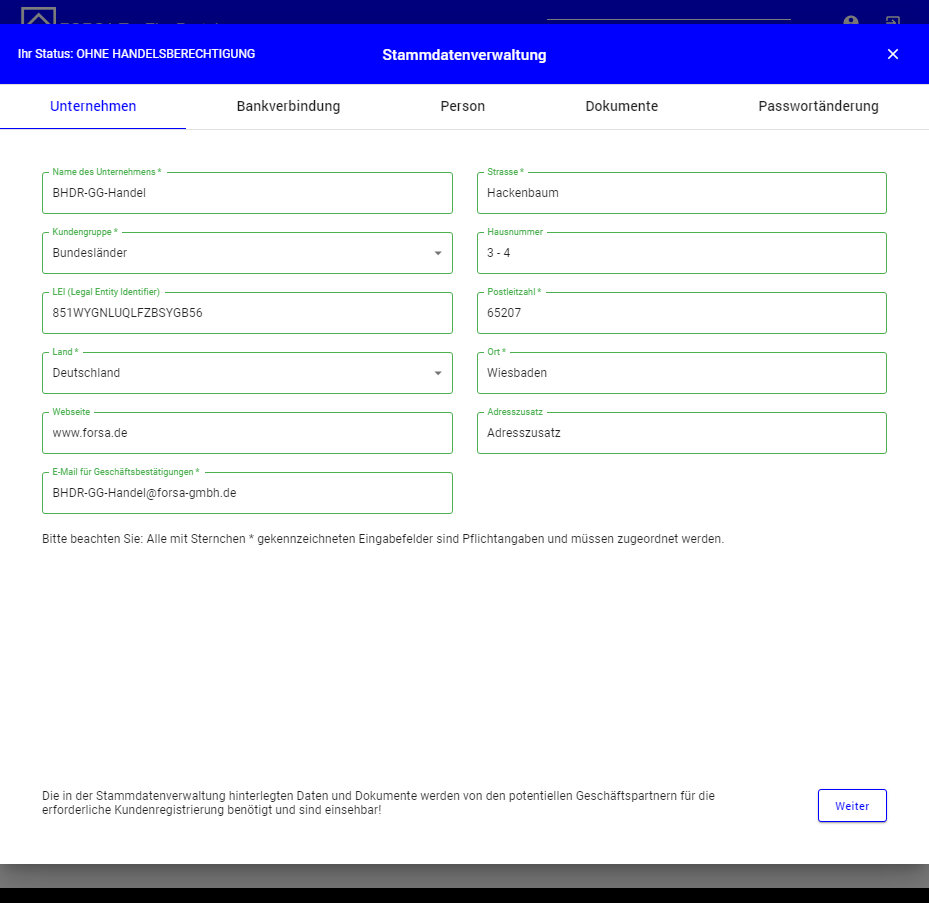 Ihr Status: OHNE HANDELSBERECHTIGUNG
Stammdatenverwaltung
Unternehmen
Bankverbindung
Person
Dokumente
Passwortänderung
Name des Unternehmens *
BHDR-GG-Handel
Strasse *
Hackenbaum
Kundengruppe *
Bundesländer
Hausnummer
3 - 4
LEI (Legal Entity Identifier)
851WYGNLUQLFZBSYGB56
Postleitzahl *
65207
Land *
Deutschland
Ort *
Wiesbaden
Webseite
www.forsa.de
Adresszusatz
Adresszusatz
E-Mail für Geschäftsbestätigungen *
BHDR-GG-Handel@forsa-gmbh.de
Bitte beachten Sie: Alle mit Sternchen * gekennzeichneten Eingabefelder sind Pflichtangaben und müssen zugeordnet werden.
Die in der Stammdatenverwaltung hinterlegten Daten und Dokumente werden von den potentiellen Geschäftspartnern für die
erforderliche Kundenregistrierung benötigt und sind einsehbar!
Weiter